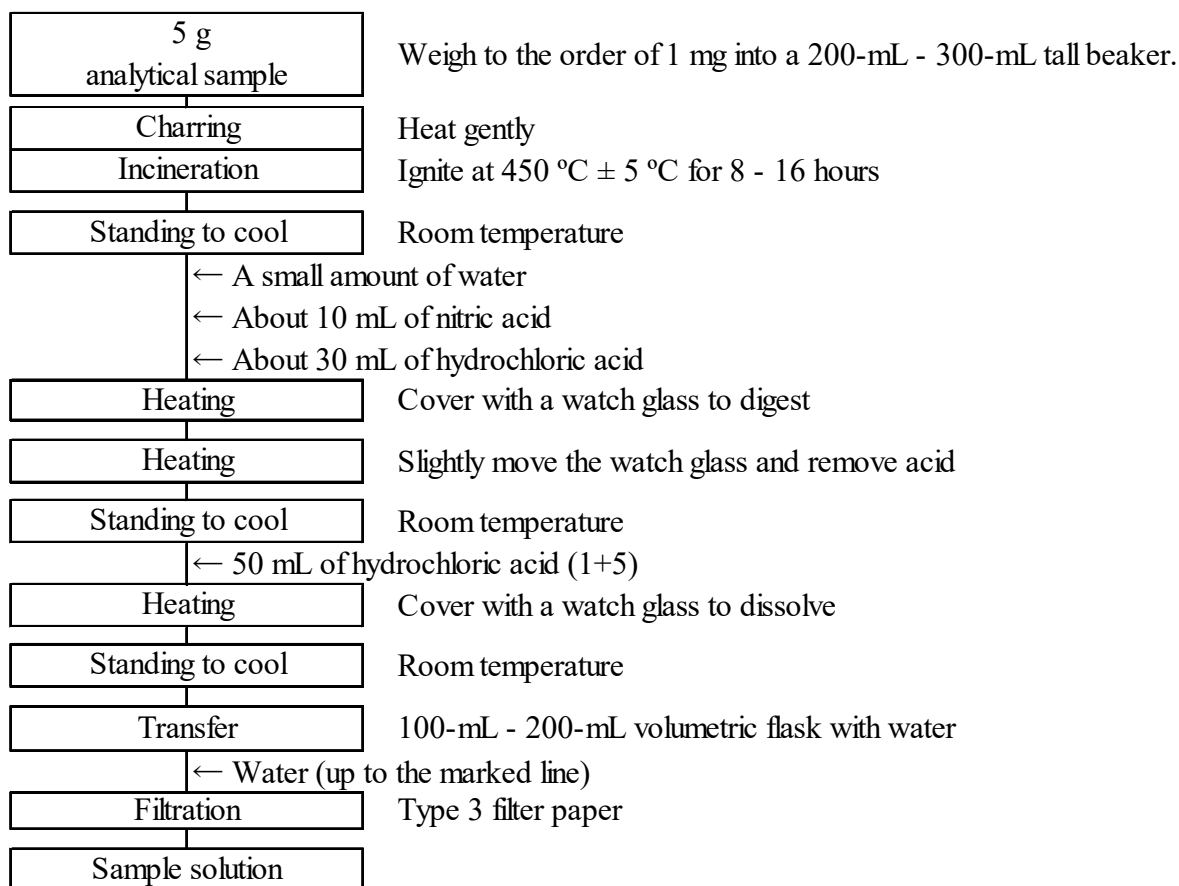 5 g
analytical sample
Weigh to the order of 1 mg into a 200-mL - 300-mL tall beaker.
Charring
Heat gently
Incineration
Ignite at 450 ºC ± 5 ºC for 8 - 16 hours
Standing to cool
Room temperature
← A small amount of water
← About 10 mL of nitric acid
← About 30 mL of hydrochloric acid
Heating
Cover with a watch glass to digest
Heating
Slightly move the watch glass and remove acid
Standing to cool
Room temperature
← 50 mL of hydrochloric acid (1+5)
Heating
Cover with a watch glass to dissolve
Standing to cool
Room temperature
Transfer
100-mL - 200-mL volumetric flask with water
← Water (up to the marked line)
Filtration
Type 3 filter paper
Sample solution